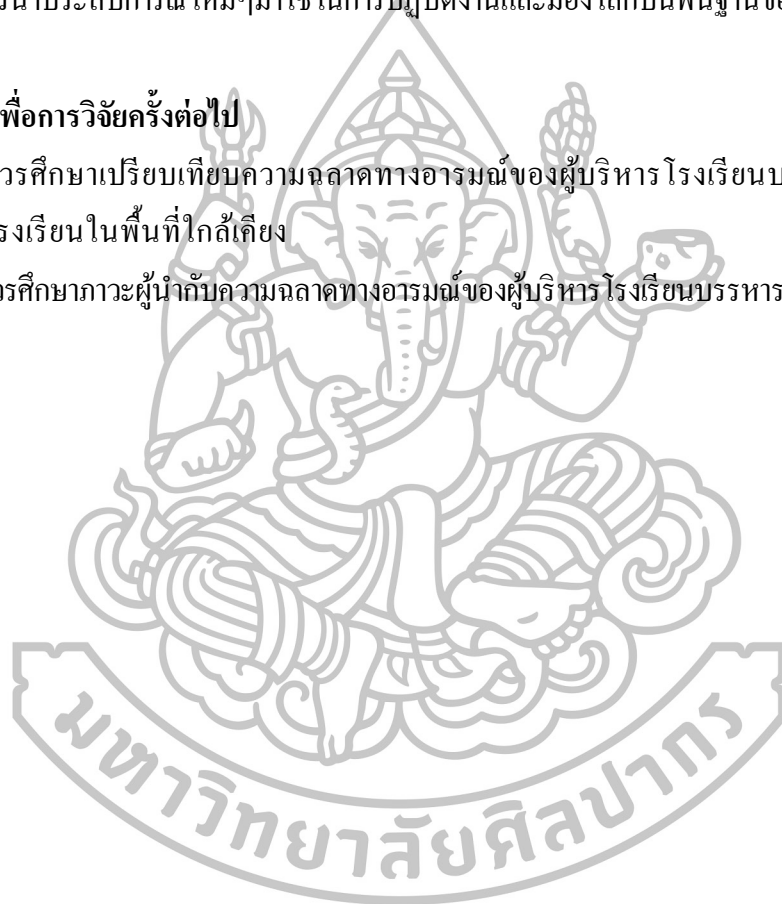 นำประสบการณ์ใหม่ๆมาใช้ในการปฏิบัติงานและมองโลกบนพื้นฐานขอ
พื่อการวิจัยครั้งต่อไป
วรศึกษาเปรียบเทียบความฉลาดทางอารมณ์ของผู้บริหารโรงเรียนบ
รงเรียนในพื้นที่ใกล้เคียง
วรศึกษาภาวะผู้นำกับความฉลาดทางอารมณ์ของผู้บริหารโรงเรียนบรรหาร
มหาวิทยาลัยศิลปากร